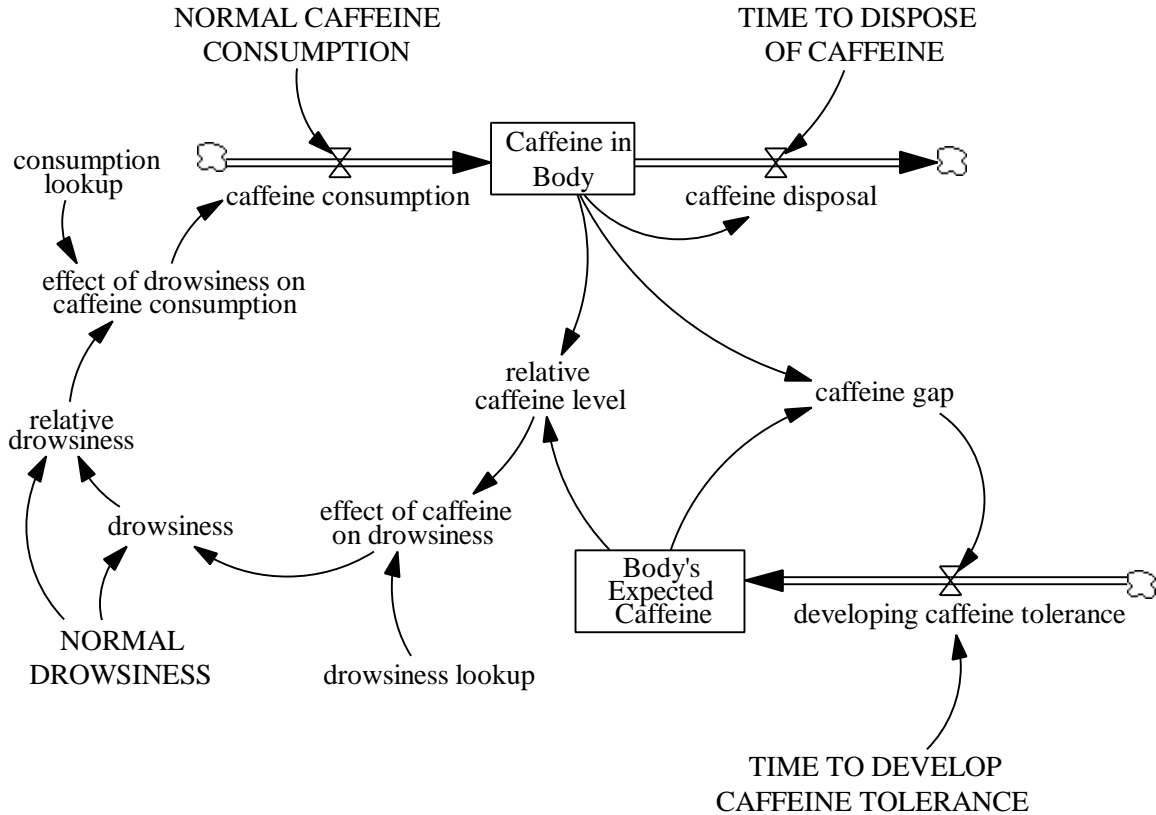 NORMAL CAFFEINE
CONSUMPTION
TIME TO DISPOSE
OF CAFFEINE
Caffeine in
Body
consumption
lookup
caffeine consumption
caffeine disposal
effect of drowsiness on
caffeine consumption
relative
caffeine level
caffeine gap
relative
drowsiness
effect of caffeine
on drowsiness
drowsiness
Body's
Expected
Caffeine
developing caffeine tolerance
NORMAL
DROWSINESS
drowsiness lookup
TIME TO DEVELOP
CAFFEINE TOLERANCE